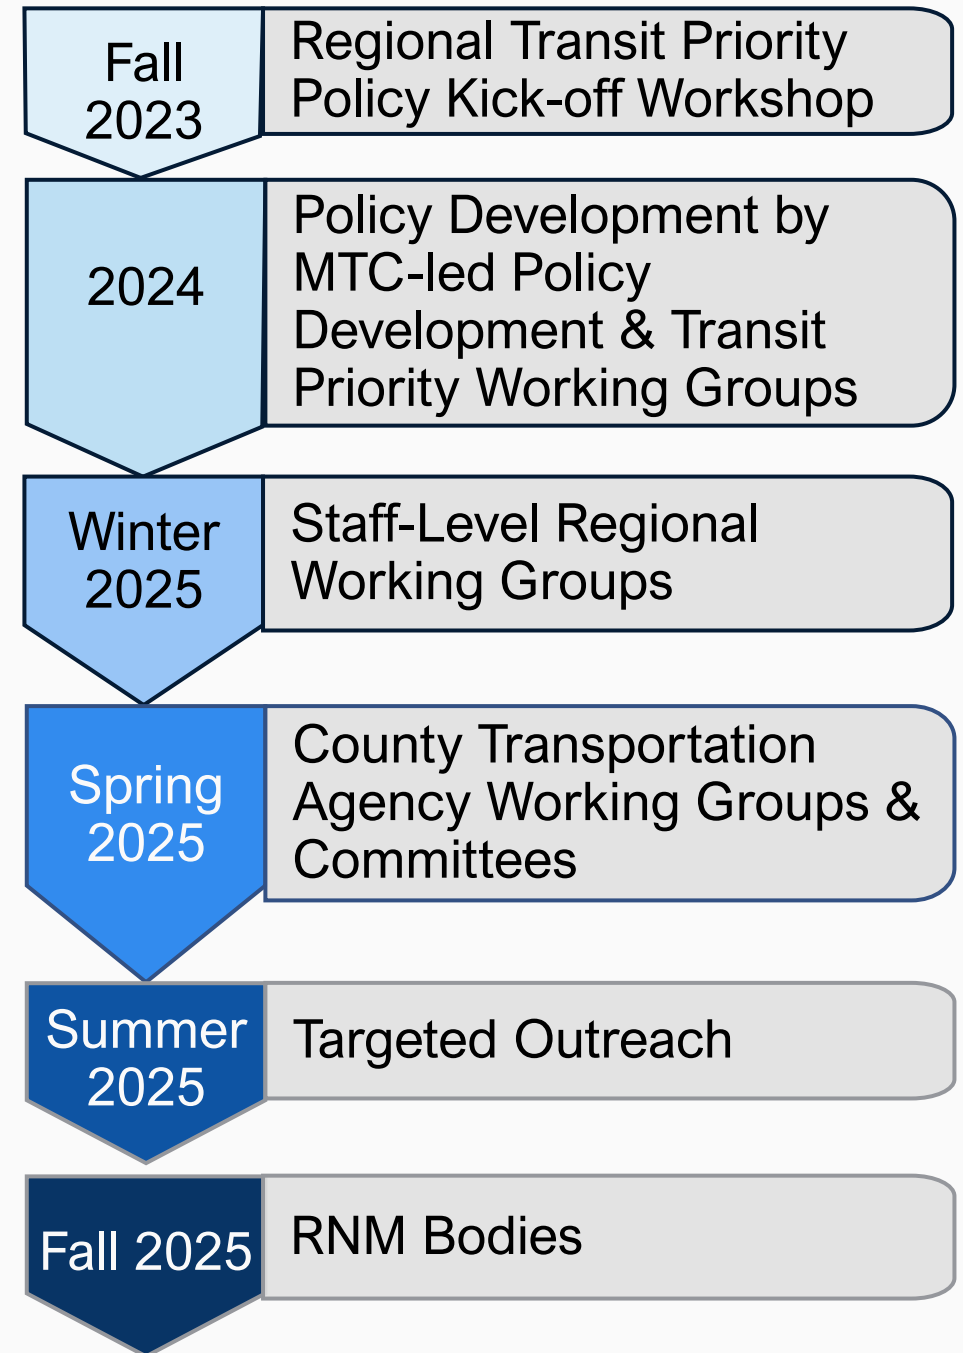 Fall
2023
Regional Transit Priority
Policy Kick-off Workshop
2024
Policy Development by
MTC-led Policy
Development & Transit
Priority Working Groups
Winter
2025
Staff-Level Regional
Working Groups
Spring
2025
County Transportation
Agency Working Groups &
Committees
Summer
2025
Targeted Outreach
Fall 2025
RNM Bodies